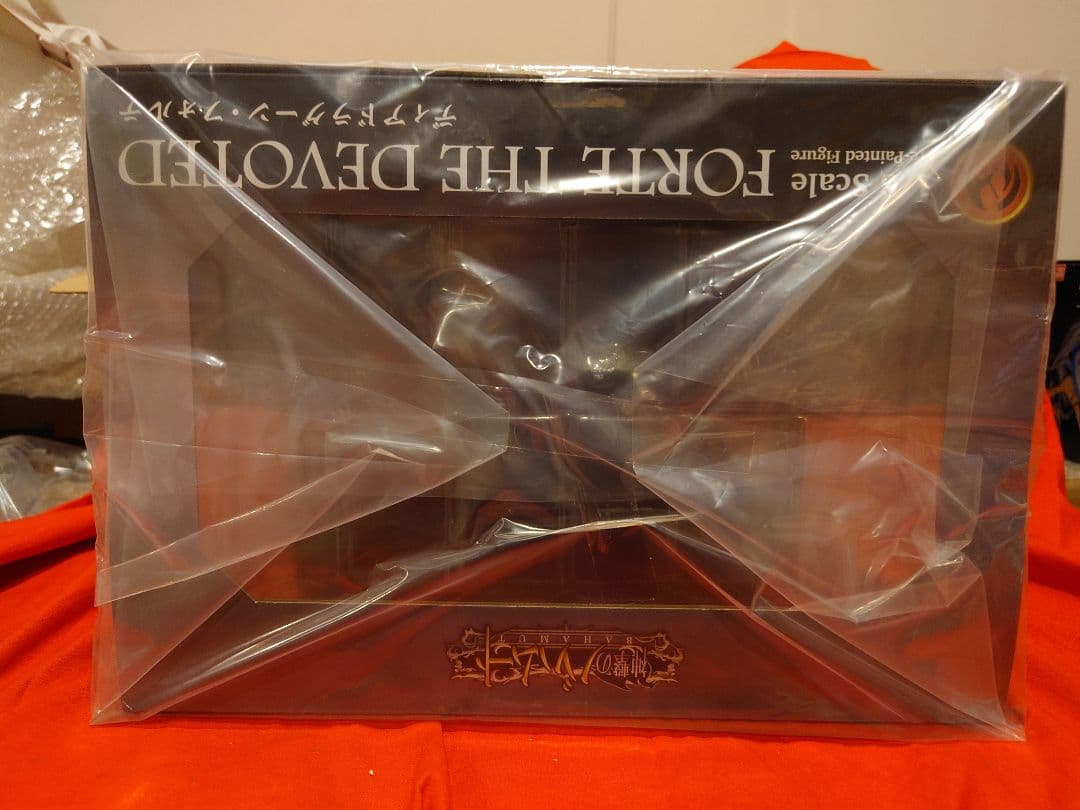 神撃のバハムート
BAHAMUT
Scale FORTE THE DEVOTED
-Painted Figure
ディアドラグーン・フォルテ